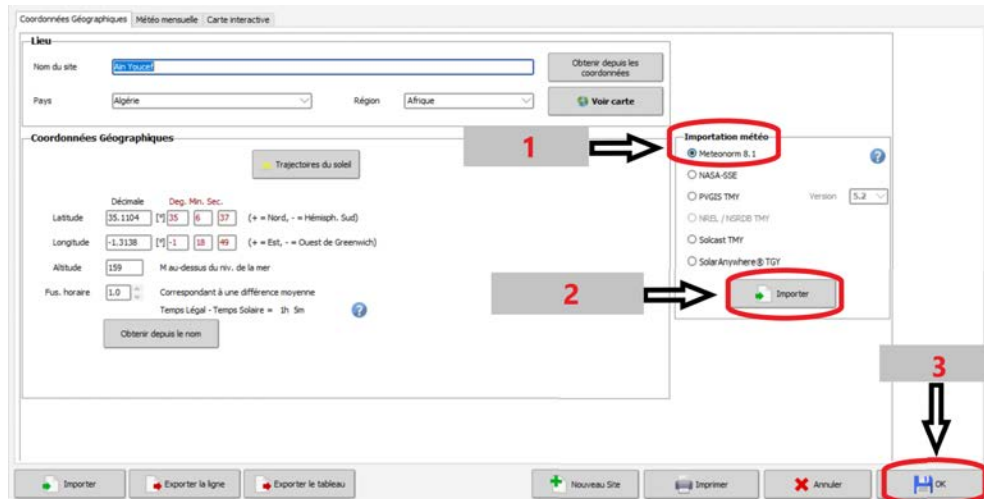 Coordonnées Géographiques Météo mensuelle Carte interactive
Lieu
Nom du site Ain Youcef Obtenir depuis les coordonnées
Pays Algérie Région Afrique Voir carte
Coordonnées Géographiques
Trajectoires du soleil
Décimale Deg. Min. Sec.
Latitude 35.1104 [°] 35 6 37 (+ = Nord, - = Hémisph. Sud)
Longitude -1.3138 [°] -1 18 49 (+ = Est, - = Ouest de Greenwich)
Altitude 159 M au-dessus du niv. de la mer
Fus. horaire 1.0 Correspondant à une différence moyenne
Temps Légal - Temps Solaire = 1h 5m ?
Obtenir depuis le nom
1
Importation météo
Meteonorm 8.1 ?
NASA-SSE
PVGIS TMY Version 5.2
NREL / NSRDB TMY
Solcast TMY
SolarAnywhere® TGY
2
Importer
3
Importer Exporter la ligne Exporter le tableau Nouveau Site Imprimer Annuler OK